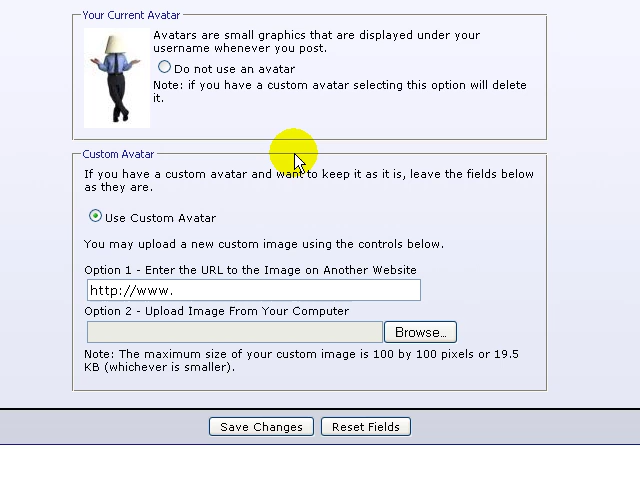 Your Current Avatar
Avatars are small graphics that are displayed under your
username whenever you post.
Do not use an avatar
Note: if you have a custom avatar selecting this option will delete
it.
Custom Avatar
If you have a custom avatar and want to keep it as it is, leave the fields below
as they are.
Use Custom Avatar
You may upload a new custom image using the controls below.
Option 1 - Enter the URL to the Image on Another Website
http://www.
Option 2 - Upload Image From Your Computer
Browse...
Note: The maximum size of your custom image is 100 by 100 pixels or 19.5
KB (whichever is smaller).
Save Changes Reset Fields